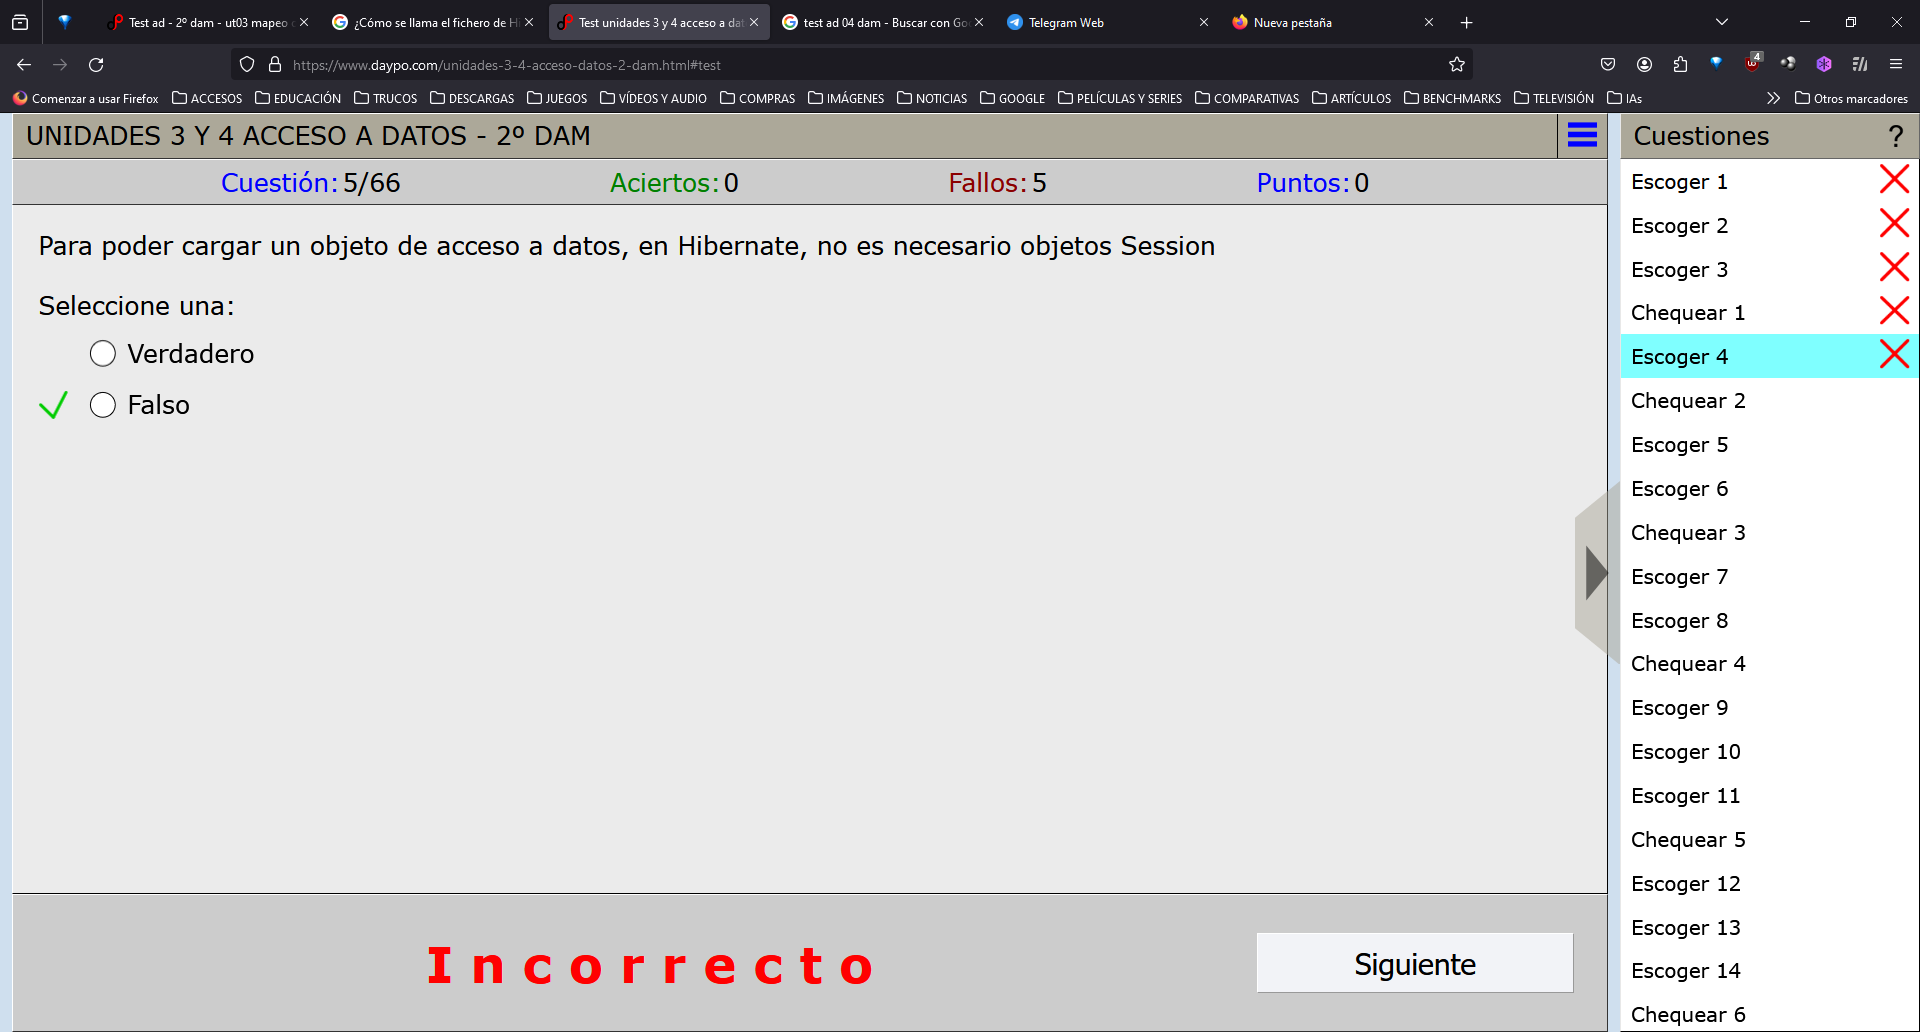 Test ad - 2º dam - ut03 mapeo
¿Cómo se llama el fichero de Hi
Test unidades 3 y 4 acceso a dat
test ad 04 dam - Buscar con Go
Telegram Web
Nueva pestaña
https://www.daypo.com/unidades-3-4-acceso-datos-2-dam.html#test
4
Comenzar a usar Firefox
ACCESOS
EDUCACIÓN
TRUCOS
DESCARGAS
JUEGOS
VÍDEOS Y AUDIO
COMPRAS
IMÁGENES
NOTICIAS
GOOGLE
PELÍCULAS Y SERIES
COMPARATIVAS
ARTÍCULOS
BENCHMARKS
TELEVISIÓN
IAs
Otros marcadores
UNIDADES 3 Y 4 ACCESO A DATOS - 2º DAM
Cuestión: 5/66
Aciertos: 0
Fallos: 5
Puntos: 0
Para poder cargar un objeto de acceso a datos, en Hibernate, no es necesario objetos Session
Seleccione una:
Verdadero
Falso
Incorrecto
Siguiente
Cuestiones ?
Escoger 1
Escoger 2
Escoger 3
Chequear 1
Escoger 4
Chequear 2
Escoger 5
Escoger 6
Chequear 3
Escoger 7
Escoger 8
Chequear 4
Escoger 9
Escoger 10
Escoger 11
Chequear 5
Escoger 12
Escoger 13
Escoger 14
Chequear 6